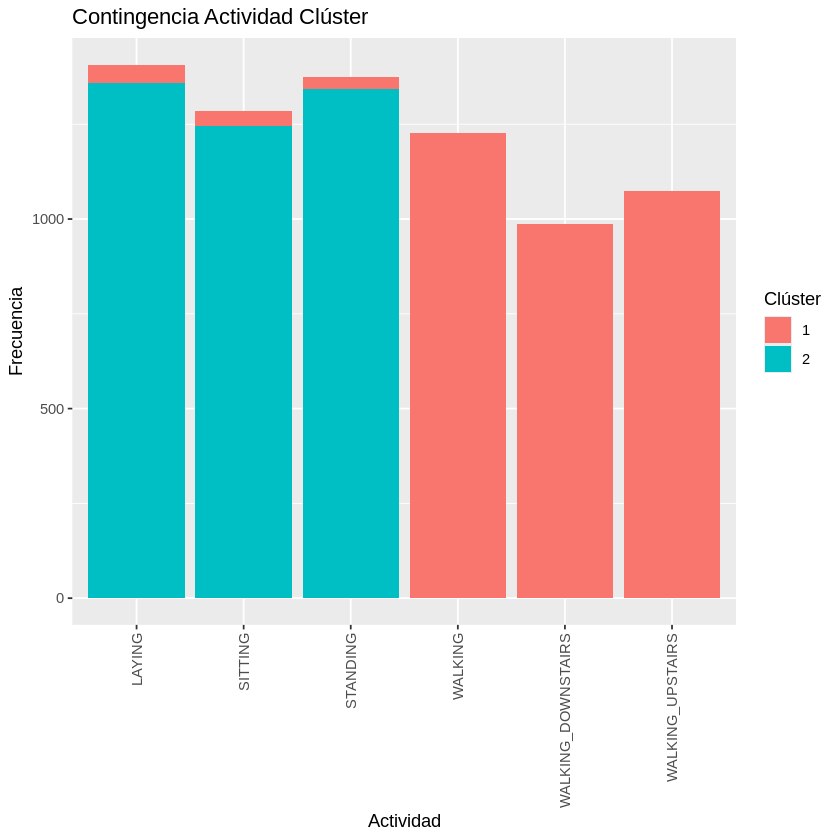 Contingencia Actividad Clúster
Frecuencia
1000
500
0
LAYING
SITTING
STANDING
WALKING
WALKING_DOWNSTAIRS
WALKING_UPSTAIRS
Actividad
Clúster
1
2